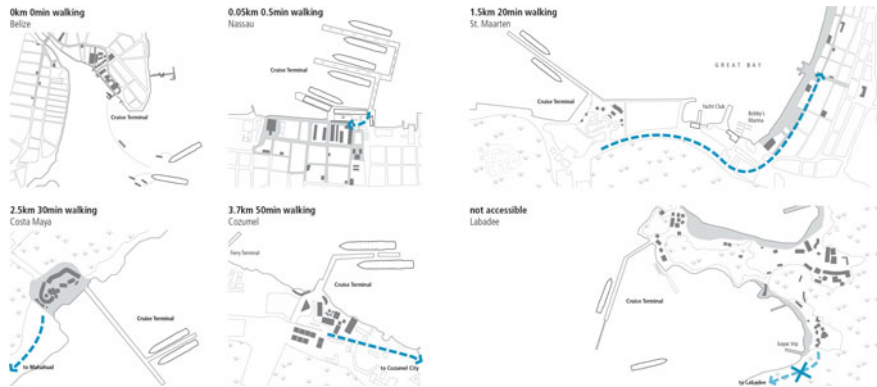 0km 0min walking
Belize
Cruise Terminal
0.05km 0.5min walking
Nassau
Cruise Terminal
1.5km 20min walking
St. Maarten
GREAT BAY
Cruise Terminal
Yacht Club
Bobby's
Marina
2.5km 30min walking
Costa Maya
Cruise Terminal
to Mahahual
3.7km 50min walking
Cozumel
Ferry Terminal
Cruise Terminal
to Cozumel City
not accessible
Labadee
Cruise Terminal
kayac trip
to Labadee